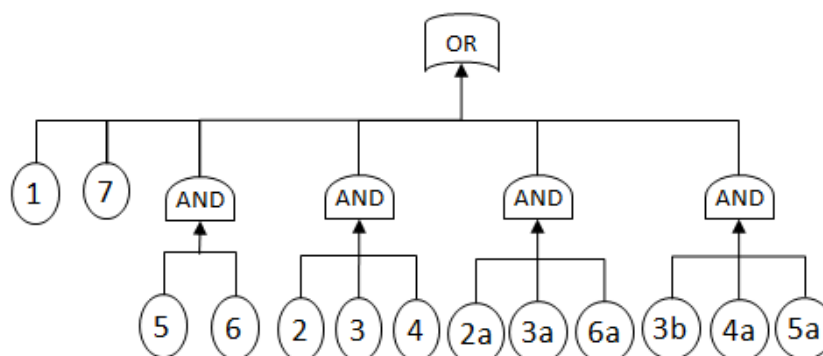 OR
1 7 AND AND AND AND
5 6 2 3 4 2a 3a 6a 3b 4a 5a